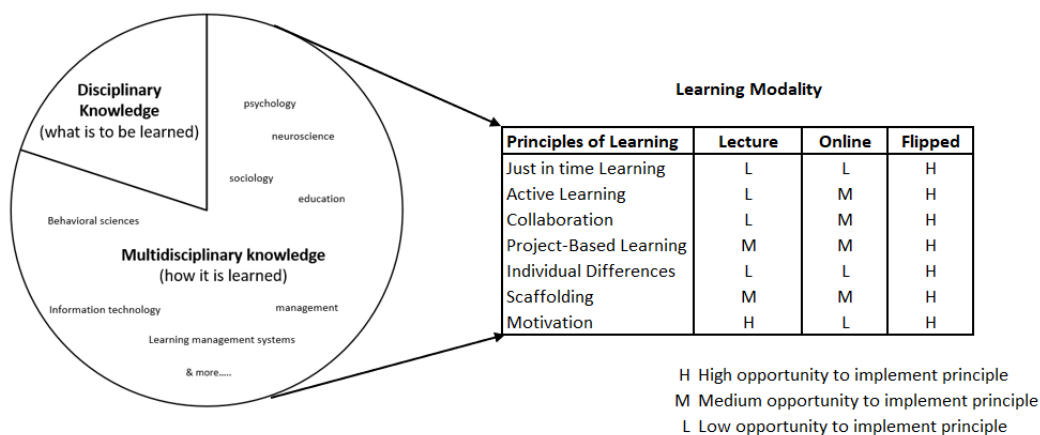 Disciplinary
Knowledge
(what is to be learned)
psychology
neuroscience
sociology
education
Behavioral sciences
Multidisciplinary knowledge
(how it is learned)
Information technology
management
Learning management systems
& more.....
Learning Modality
Principles of Learning Lecture Online Flipped
Just in time Learning L L H
Active Learning L M H
Collaboration L M H
Project-Based Learning M M H
Individual Differences L L H
Scaffolding M M H
Motivation H L H
H High opportunity to implement principle
M Medium opportunity to implement principle
L Low opportunity to implement principle